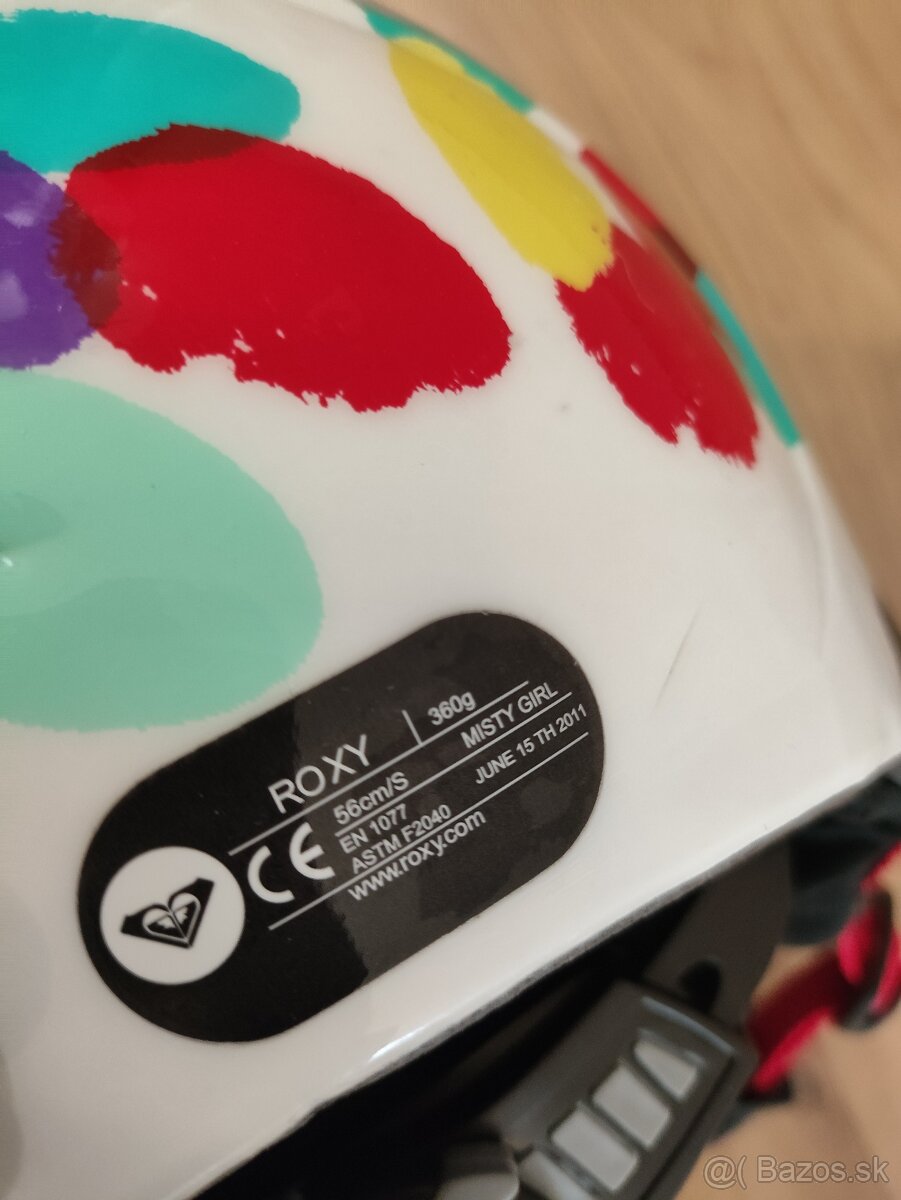 ROXY | 360g
56cm/S MISTY GIRL
EN 1077 JUNE 15 TH 2011
ASTM F2040
CE
www.roxy.com
@( Bazos.sk